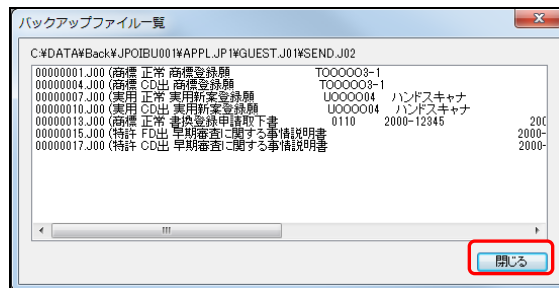 バックアップファイル一覧
C:¥DATA¥Back¥JPOIBU001¥APPL.JP1¥GUEST.J01¥SEND.J02
00000001.J00 (商標 正常 商標登録願 TOOOOO3-1
00000004.J00 (商標 CD出 商標登録願 TOOOOO3-1
00000007.J00 (実用 正常 実用新案登録願 UOOOO04 ハンドスキャナ
00000010.J00 (実用 CD出 実用新案登録願 UOOOO04 ハンドスキャナ
00000013.J00 (商標 正常 書換登録申請取下書 0110 2000-12345 200
00000015.J00 (特許 FD出 早期審査に関する事情説明書 2000-
00000017.J00 (特許 CD出 早期審査に関する事情説明書 2000-
閉じる